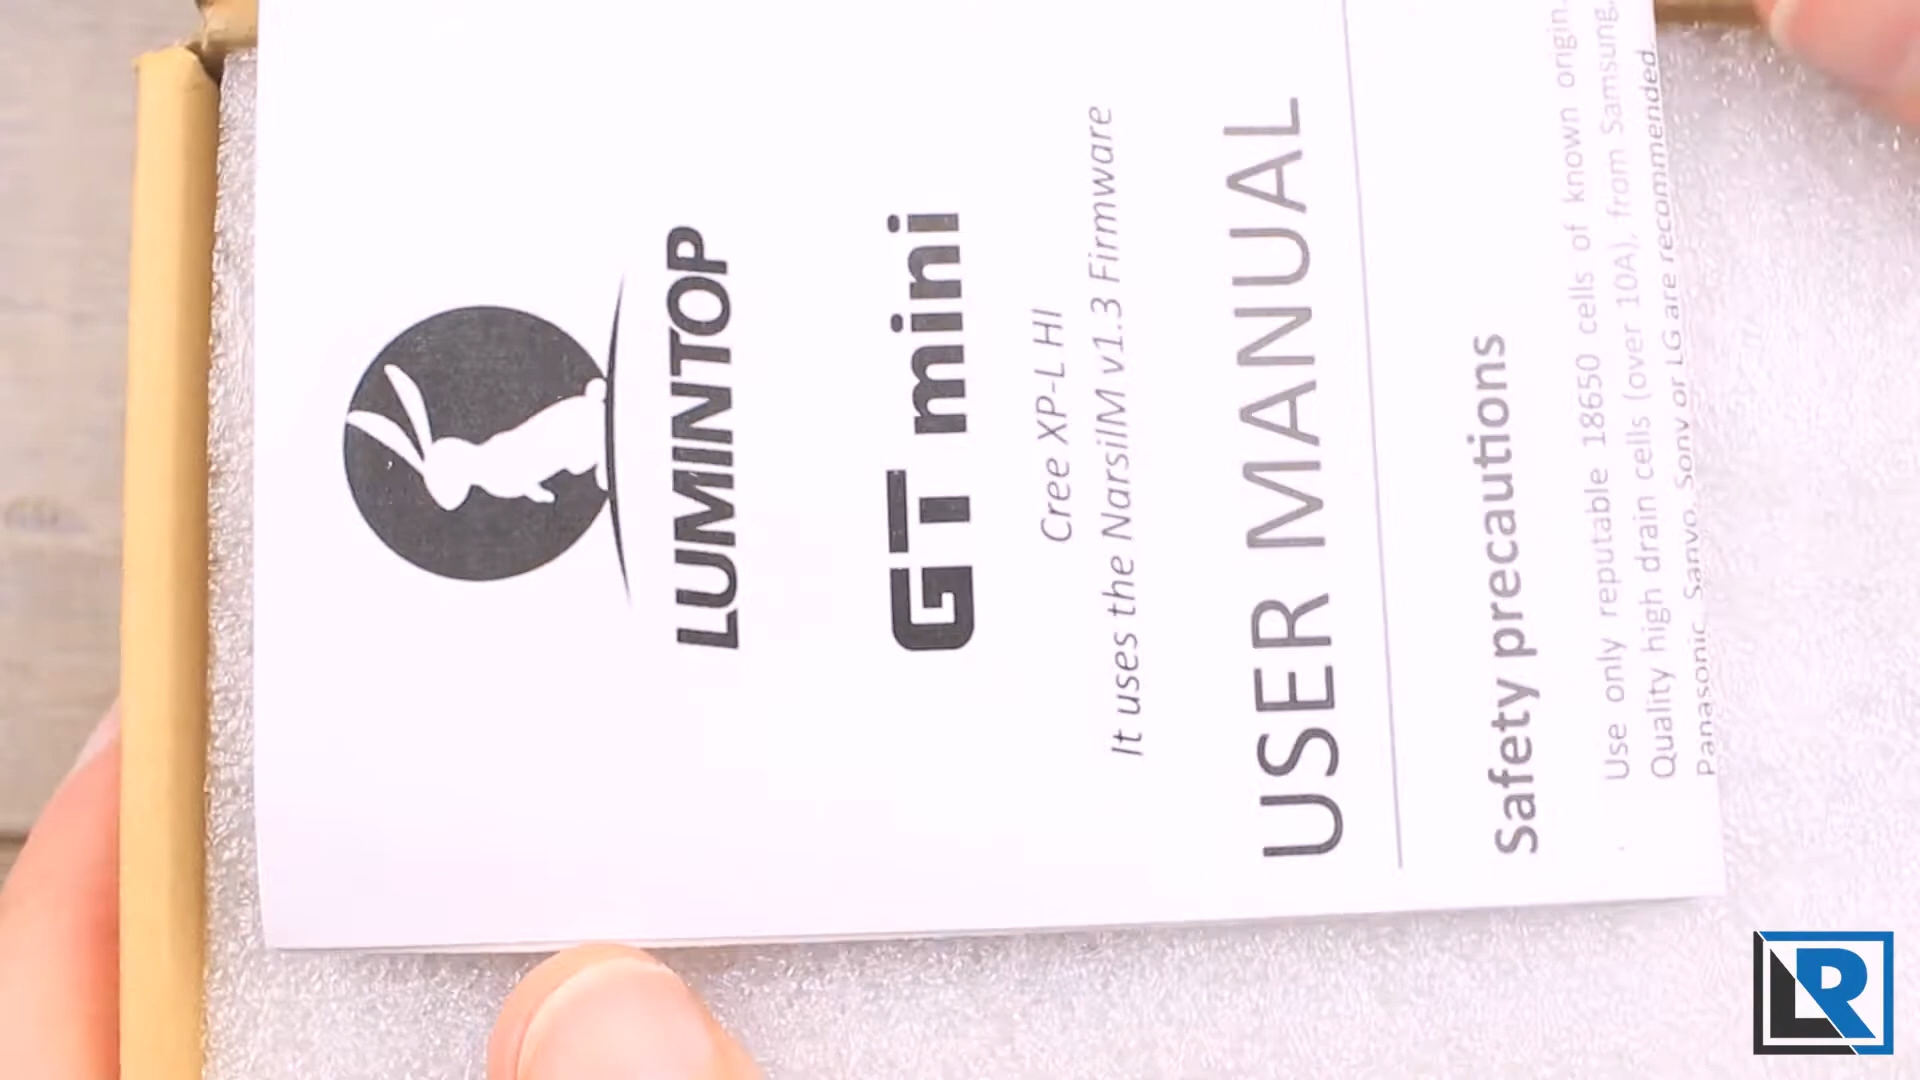 LUMINTOP
GT mini
Cree XP-L HI
It uses the NarsilM v1.3 Firmware
USER MANUAL
Safety precautions
Use only reputable 18650 cells of known origin.
Quality high drain cells (over 10A), from Samsung,
Panasonic, Sanyo, Sony or LG are recommended.
LR